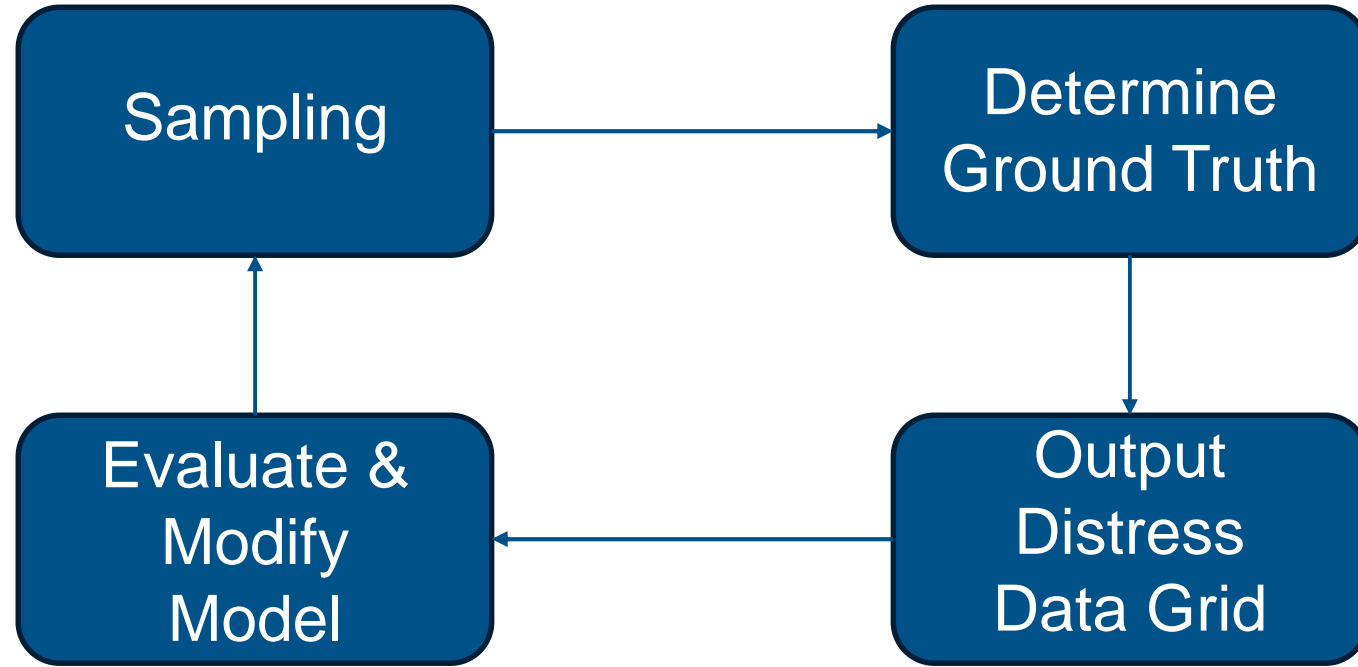 Sampling
Determine
Ground Truth
Evaluate &
Modify
Model
Output
Distress
Data Grid